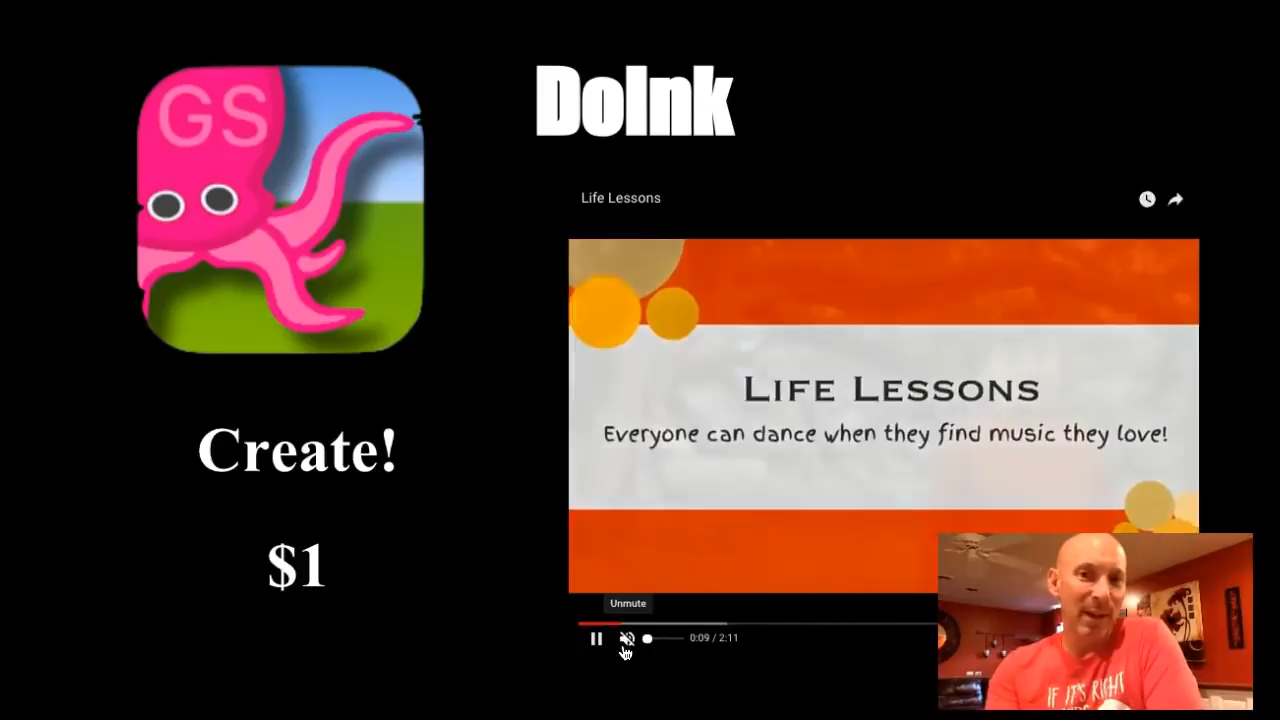 GS
DoInk
Life Lessons
LIFE LESSONS
Everyone can dance when they find music they love!
Create!
$1
Unmute
0:09 / 2:11
IF IT'S RIGHT